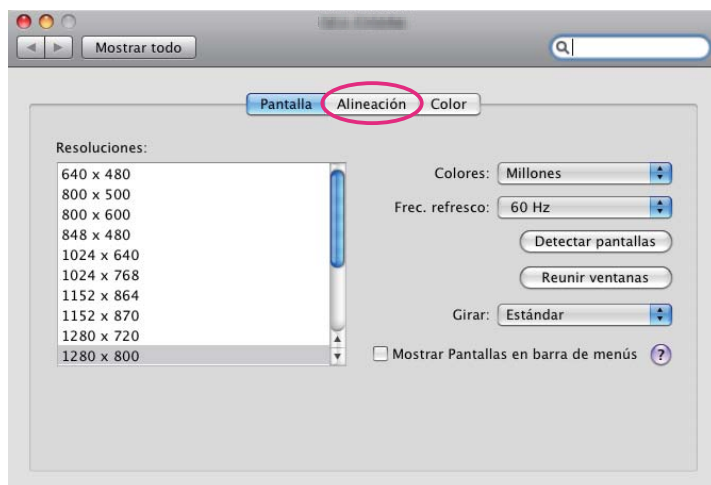 Mostrar todo
Pantalla Alineación Color
Resoluciones:
640 x 480
800 x 500
800 x 600
848 x 480
1024 x 640
1024 x 768
1152 x 864
1152 x 870
1280 x 720
1280 x 800
Colores: Millones
Frec. refresco: 60 Hz
Detectar pantallas
Reunir ventanas
Girar: Estándar
Mostrar Pantallas en barra de menús ?